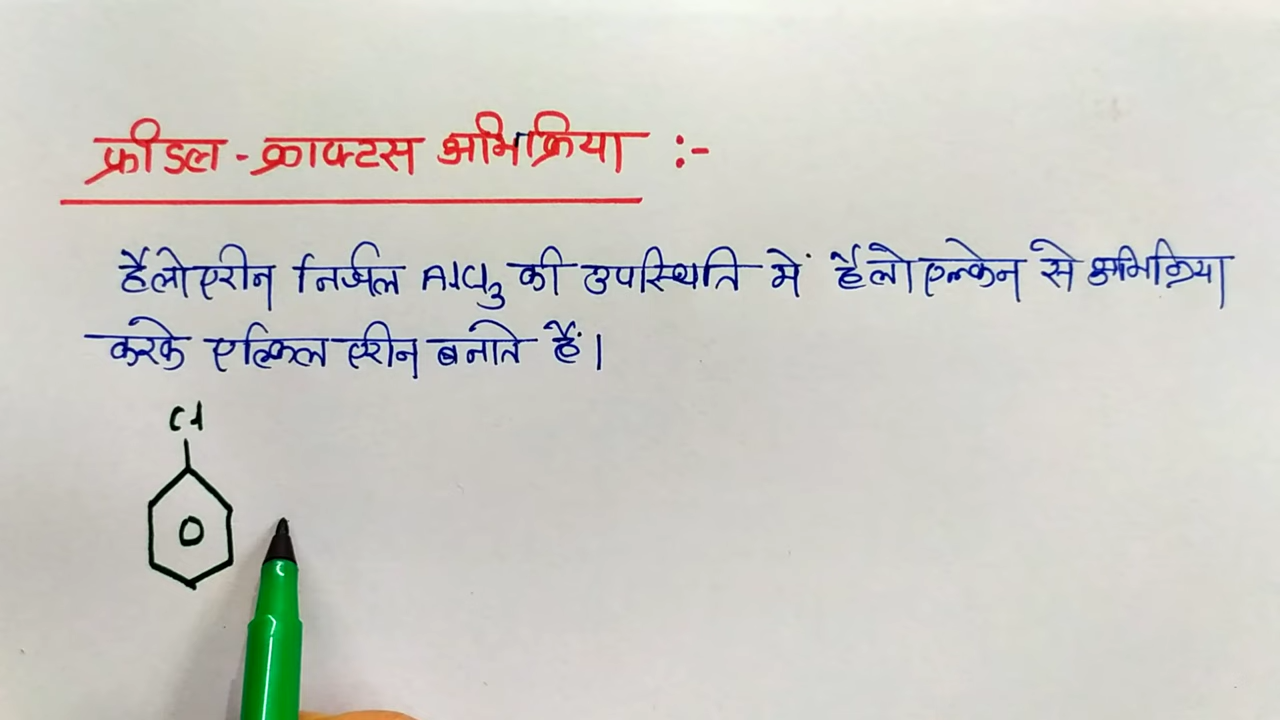 फ्रीडल - क्राफ्टस अभिक्रिया :-
हैलोएरीन निर्जल AlCl₃ की उपस्थिति में हैलोएल्केन से अभिक्रिया
करके एल्किल एरीन बनाते हैं।
Cl